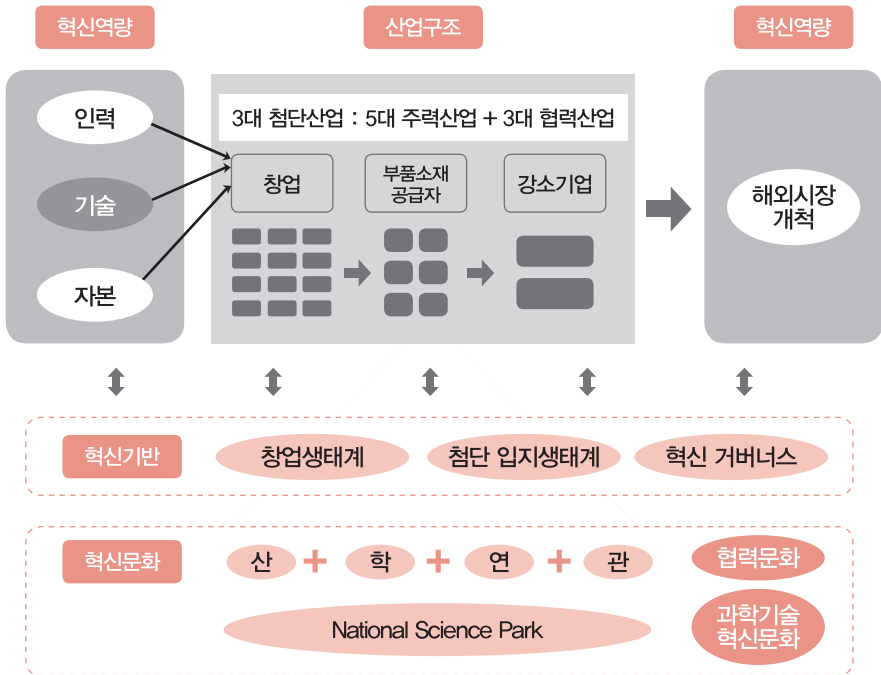 혁신역량
산업구조
혁신역량
인력
기술
자본
3대 첨단산업 : 5대 주력산업 + 3대 협력산업
창업
부품소재
공급자
강소기업
해외시장
개척
혁신기반
창업생태계
첨단 입지생태계
혁신 거버너스
혁신문화
산 + 학 + 연 + 관
협력문화
National Science Park
과학기술
혁신문화